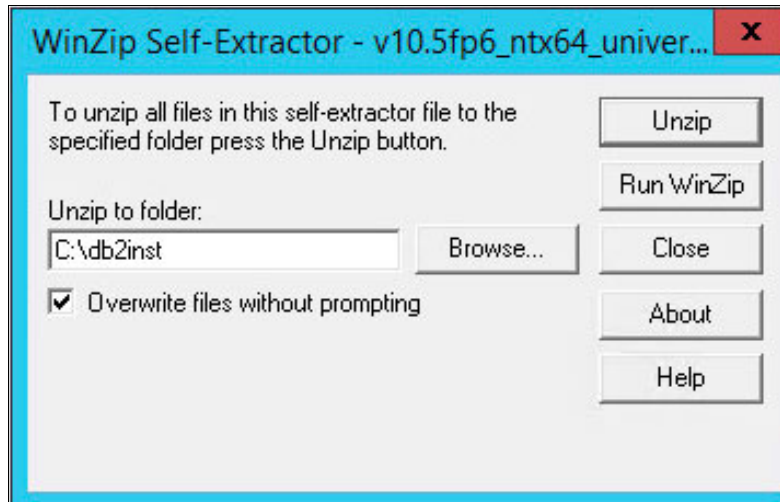 WinZip Self-Extractor - v10.5fp6_ntx64_univer...
x
To unzip all files in this self-extractor file to the
specified folder press the Unzip button.
Unzip
Run WinZip
Unzip to folder:
C:\db2inst
Browse...
Close
Overwrite files without prompting
About
Help